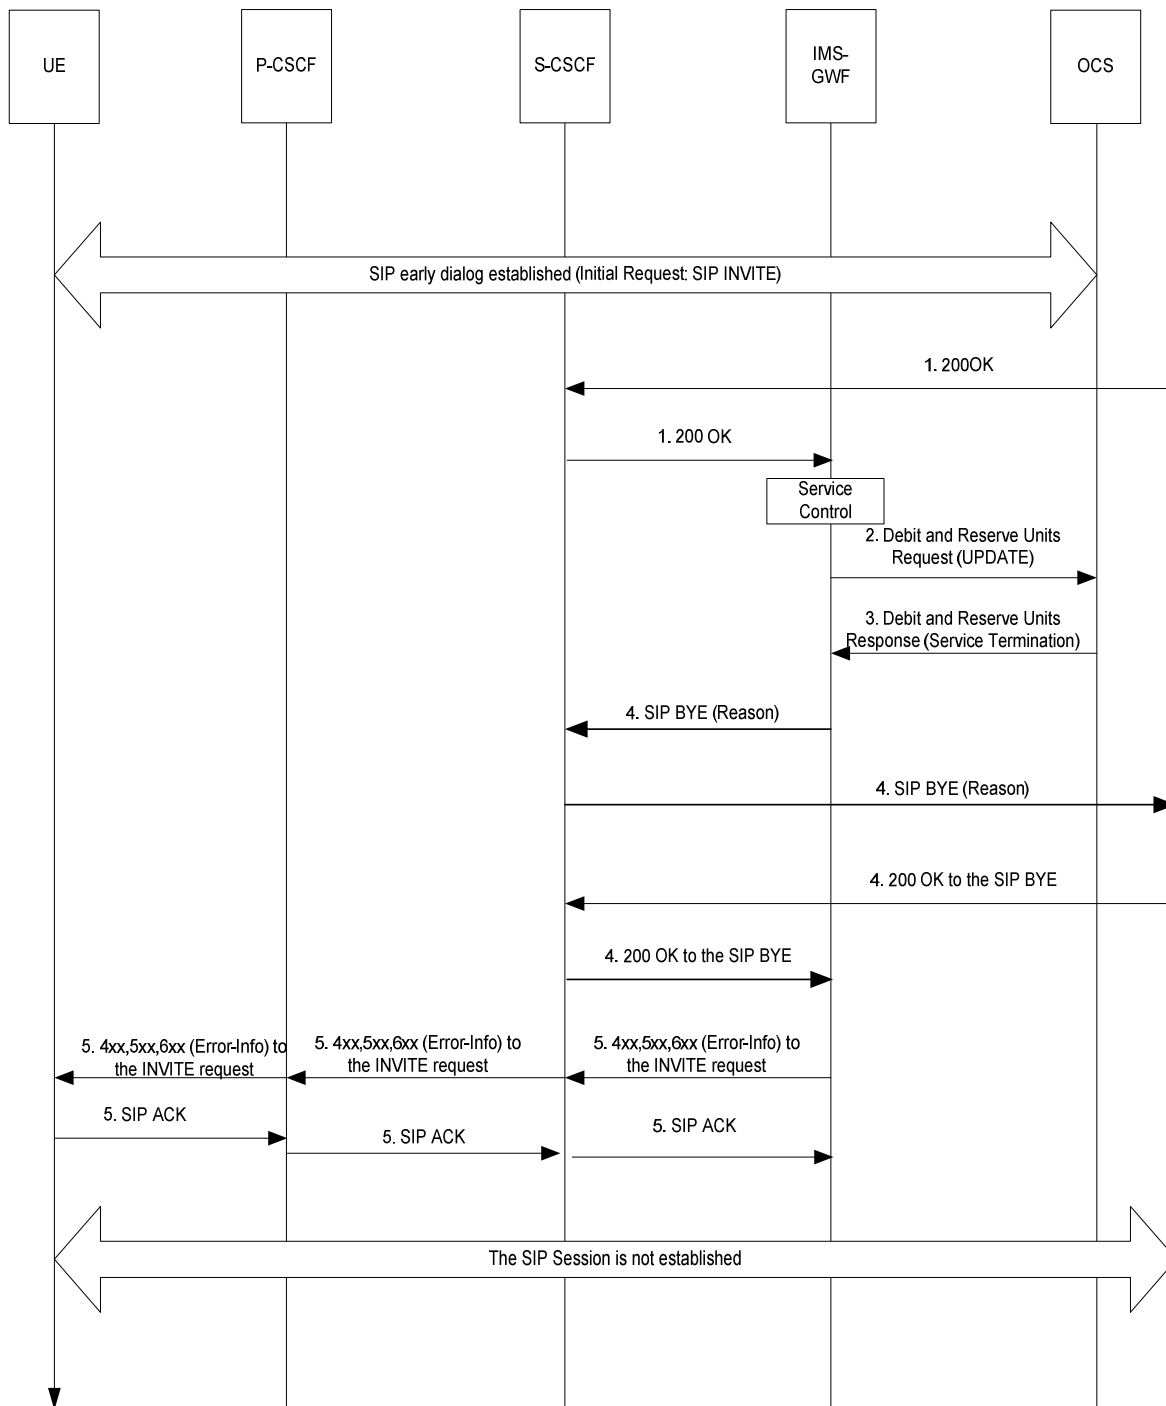 UE
P-CSCF
S-CSCF
IMS-
GWF
OCS
SIP early dialog established (Initial Request: SIP INVITE)
1. 200OK
1. 200 OK
Service
Control
2. Debit and Reserve Units
Request (UPDATE)
3. Debit and Reserve Units
Response (Service Termination)
4. SIP BYE (Reason)
4. SIP BYE (Reason)
4. 200 OK to the SIP BYE
4. 200 OK to the SIP BYE
5. 4xx,5xx,6xx (Error-Info) to
the INVITE request
5. 4xx,5xx,6xx (Error-Info) to
the INVITE request
5. 4xx,5xx,6xx (Error-Info) to
the INVITE request
5. SIP ACK
5. SIP ACK
5. SIP ACK
The SIP Session is not established